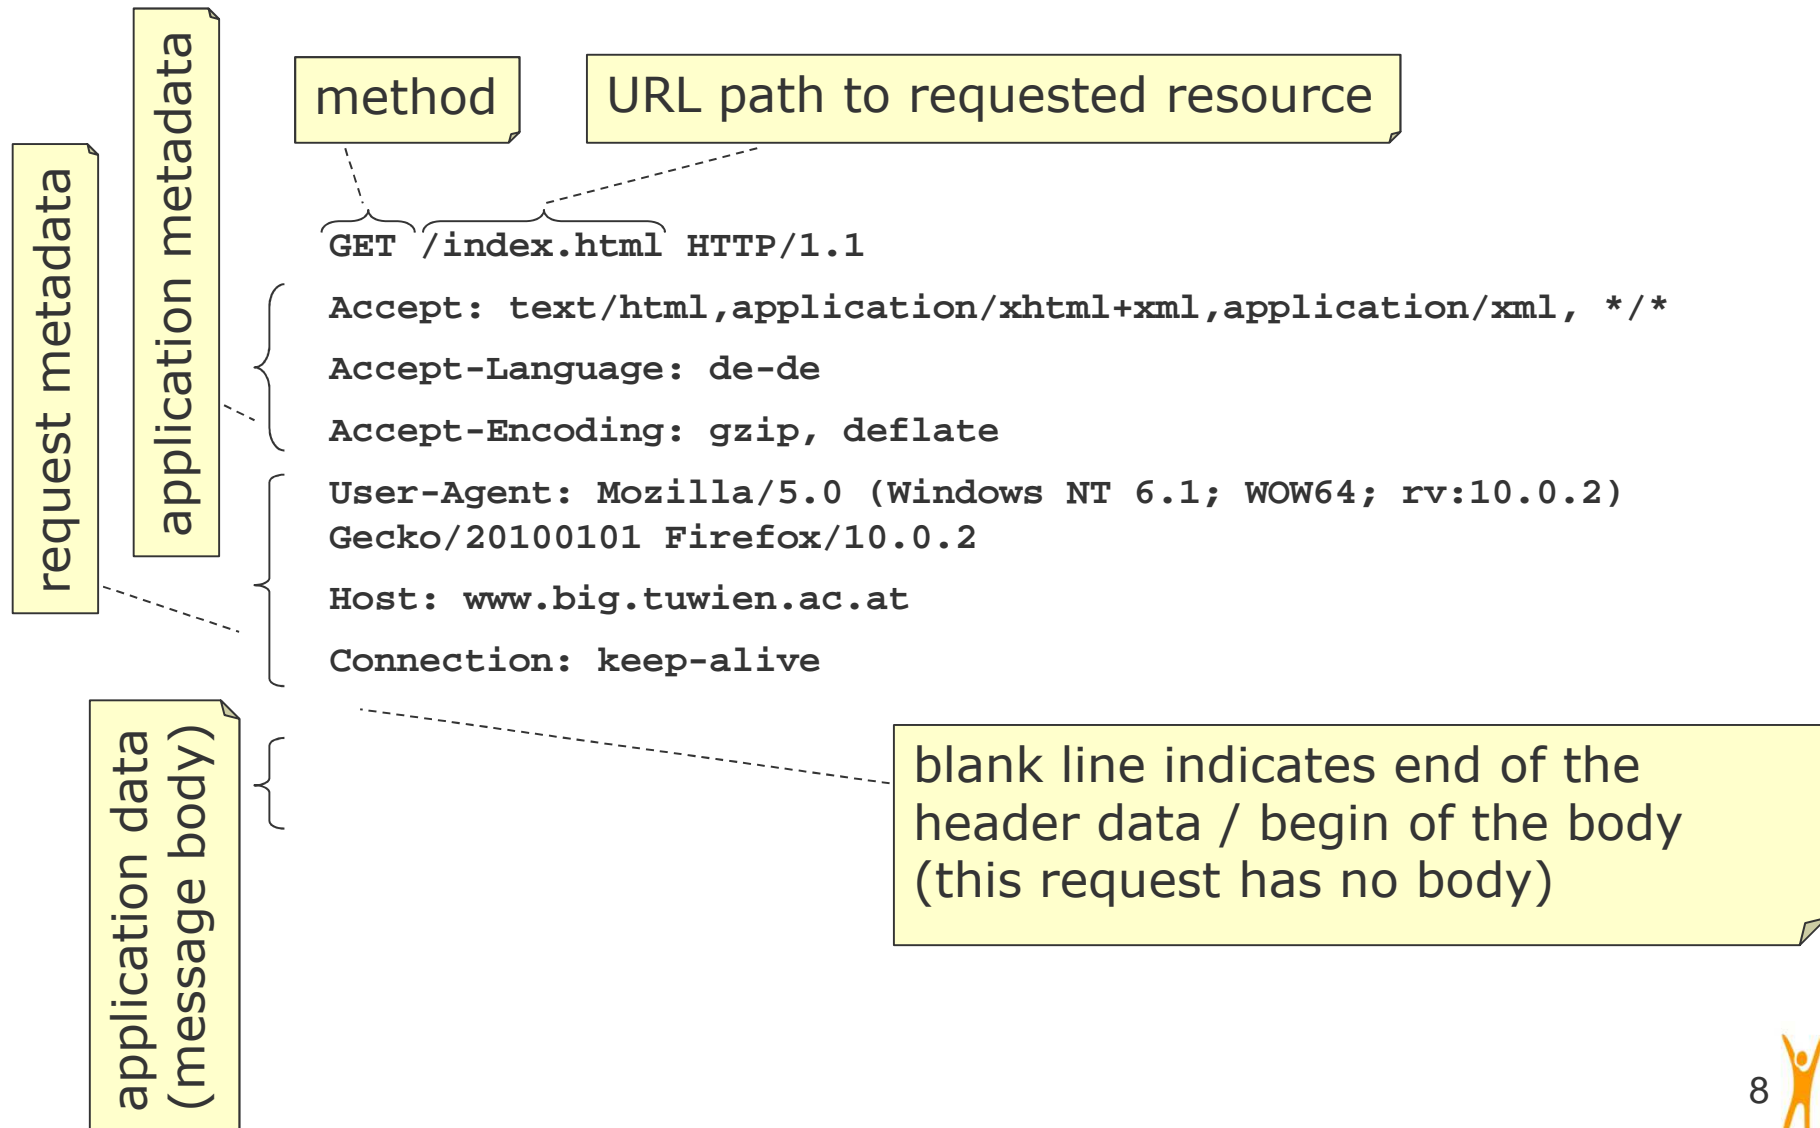 request metadata
application metadata
method
URL path to requested resource
GET /index.html HTTP/1.1
Accept: text/html,application/xhtml+xml,application/xml, */*
Accept-Language: de-de
Accept-Encoding: gzip, deflate
User-Agent: Mozilla/5.0 (Windows NT 6.1; WOW64; rv:10.0.2)
Gecko/20100101 Firefox/10.0.2
Host: www.big.tuwien.ac.at
Connection: keep-alive
application data
(message body)
blank line indicates end of the
header data / begin of the body
(this request has no body)
8